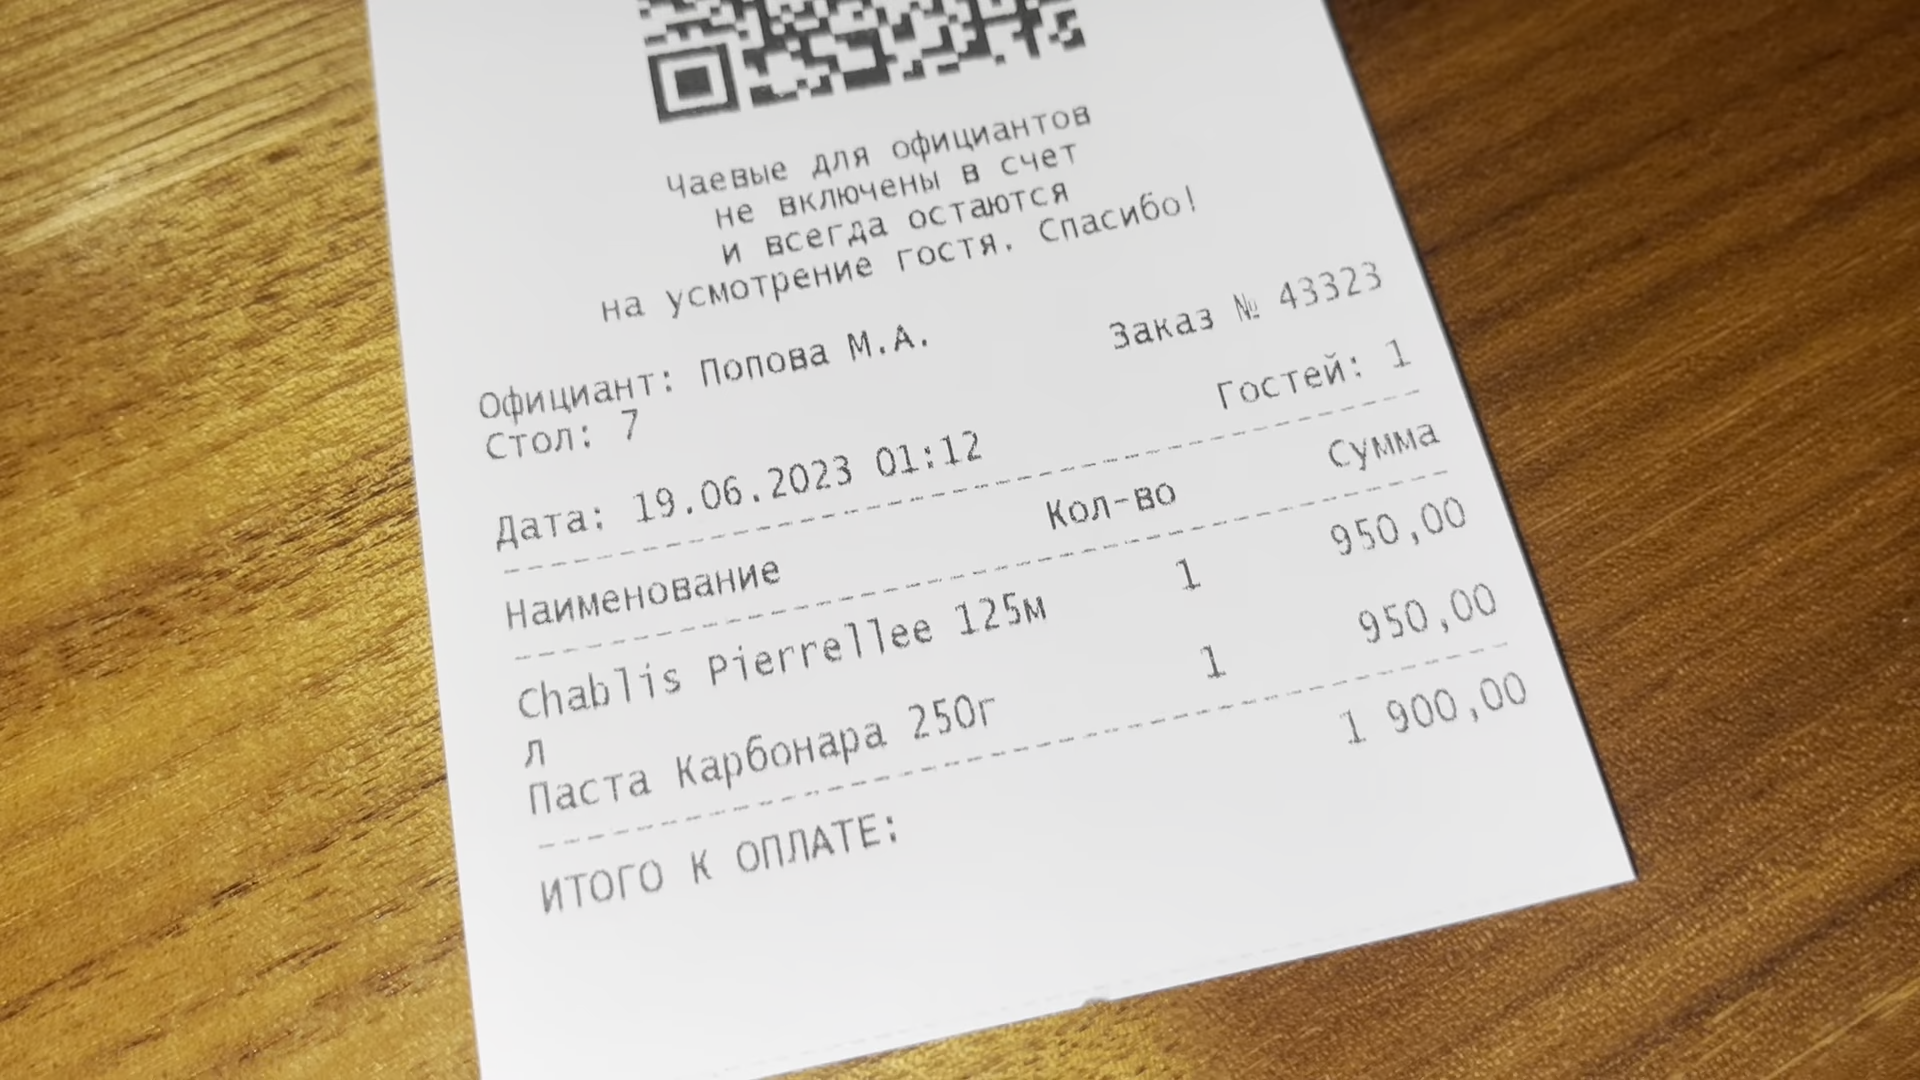 Чаевые для официантов
не включены в счет
и всегда остаются
на усмотрение гостя. Спасибо!
Официант: Попова М.А. Заказ № 43323
Стол: 7 Гостей: 1
Дата: 19.06.2023 01:12
Наименование Кол-во Сумма
Chablis Pierrellee 125м 1 950,00
л
Паста Карбонара 250г 1 950,00
ИТОГО К ОПЛАТЕ: 1 900,00